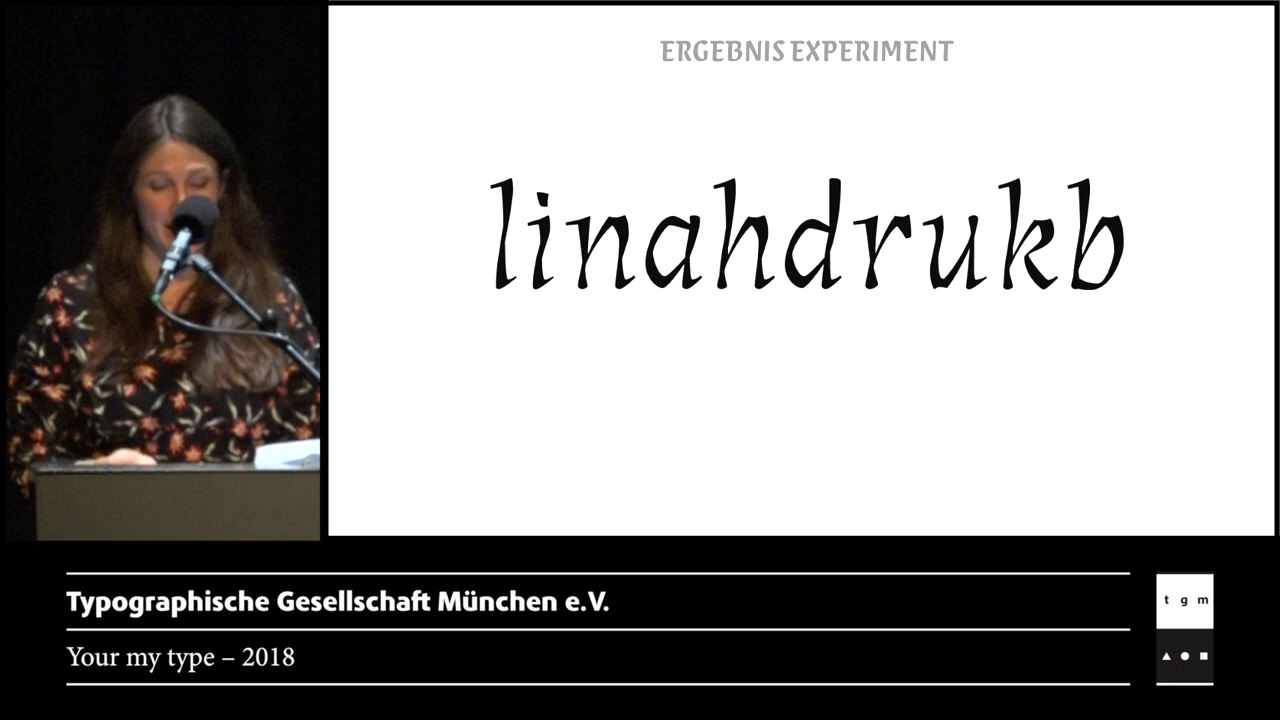 ERGEBNIS EXPERIMENT
linahdrukb
Typographische Gesellschaft München e.V.
Your my type – 2018
t g m